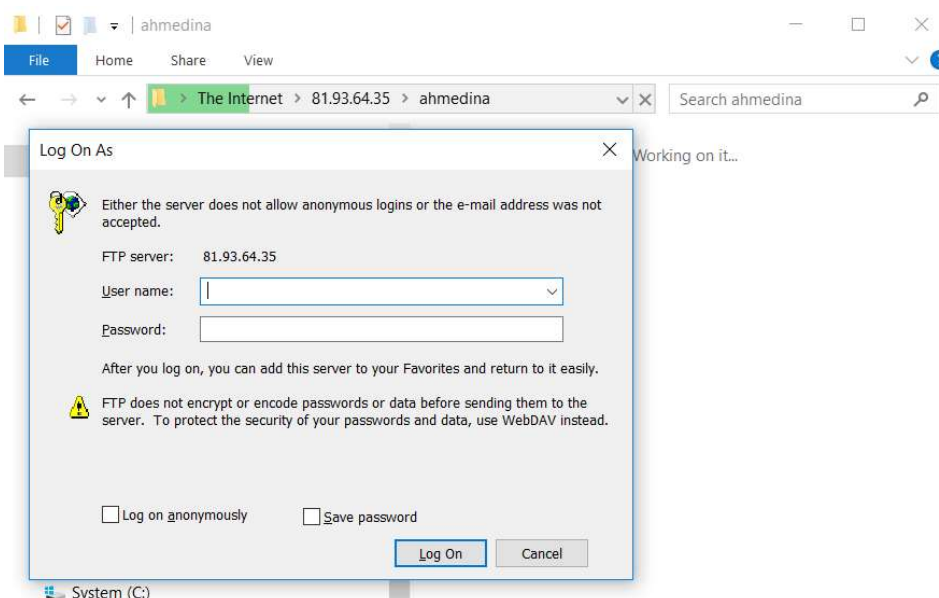 ahmedina
File Home Share View
The Internet > 81.93.64.35 > ahmedina
Search ahmedina
Log On As
Working on it...
Either the server does not allow anonymous logins or the e-mail address was not
accepted.
FTP server: 81.93.64.35
User name:
Password:
After you log on, you can add this server to your Favorites and return to it easily.
FTP does not encrypt or encode passwords or data before sending them to the
server. To protect the security of your passwords and data, use WebDAV instead.
Log on anonymously
Save password
Log On
Cancel
System (C:)